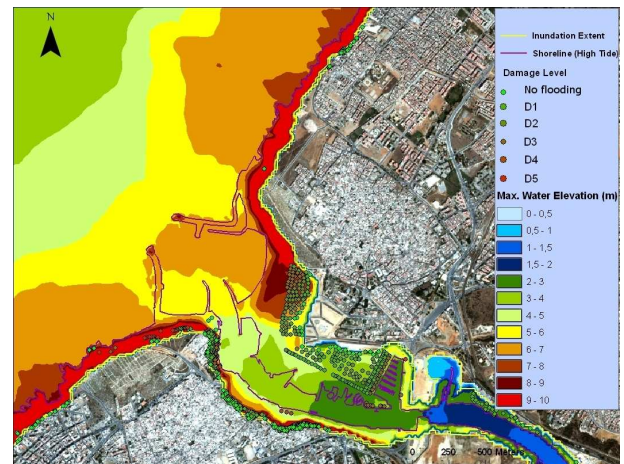 N
Inundation Extent
Shoreline (High Tide)
Damage Level
No flooding
D1
D2
D3
D4
D5
Max. Water Elevation (m)
0 - 0,5
0,5 - 1
1 - 1,5
1,5 - 2
2 - 3
3 - 4
4 - 5
5 - 6
6 - 7
7 - 8
8 - 9
9 - 10
0 250 500 Meters